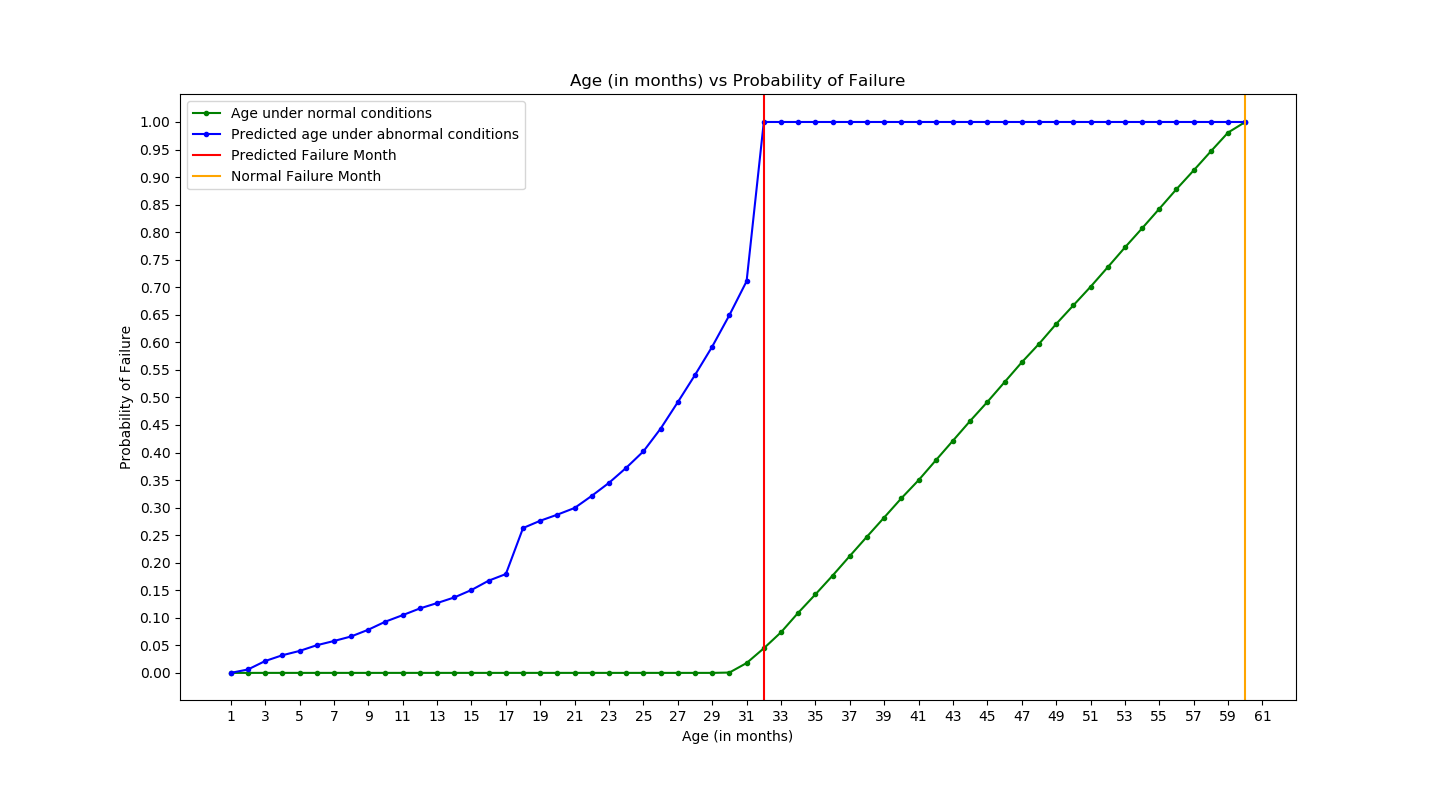 Age (in months) vs Probability of Failure
Age under normal conditions
Predicted age under abnormal conditions
Predicted Failure Month
Normal Failure Month
Probability of Failure
1.00
0.95
0.90
0.85
0.80
0.75
0.70
0.65
0.60
0.55
0.50
0.45
0.40
0.35
0.30
0.25
0.20
0.15
0.10
0.05
0.00
1 3 5 7 9 11 13 15 17 19 21 23 25 27 29 31 33 35 37 39 41 43 45 47 49 51 53 55 57 59 61
Age (in months)